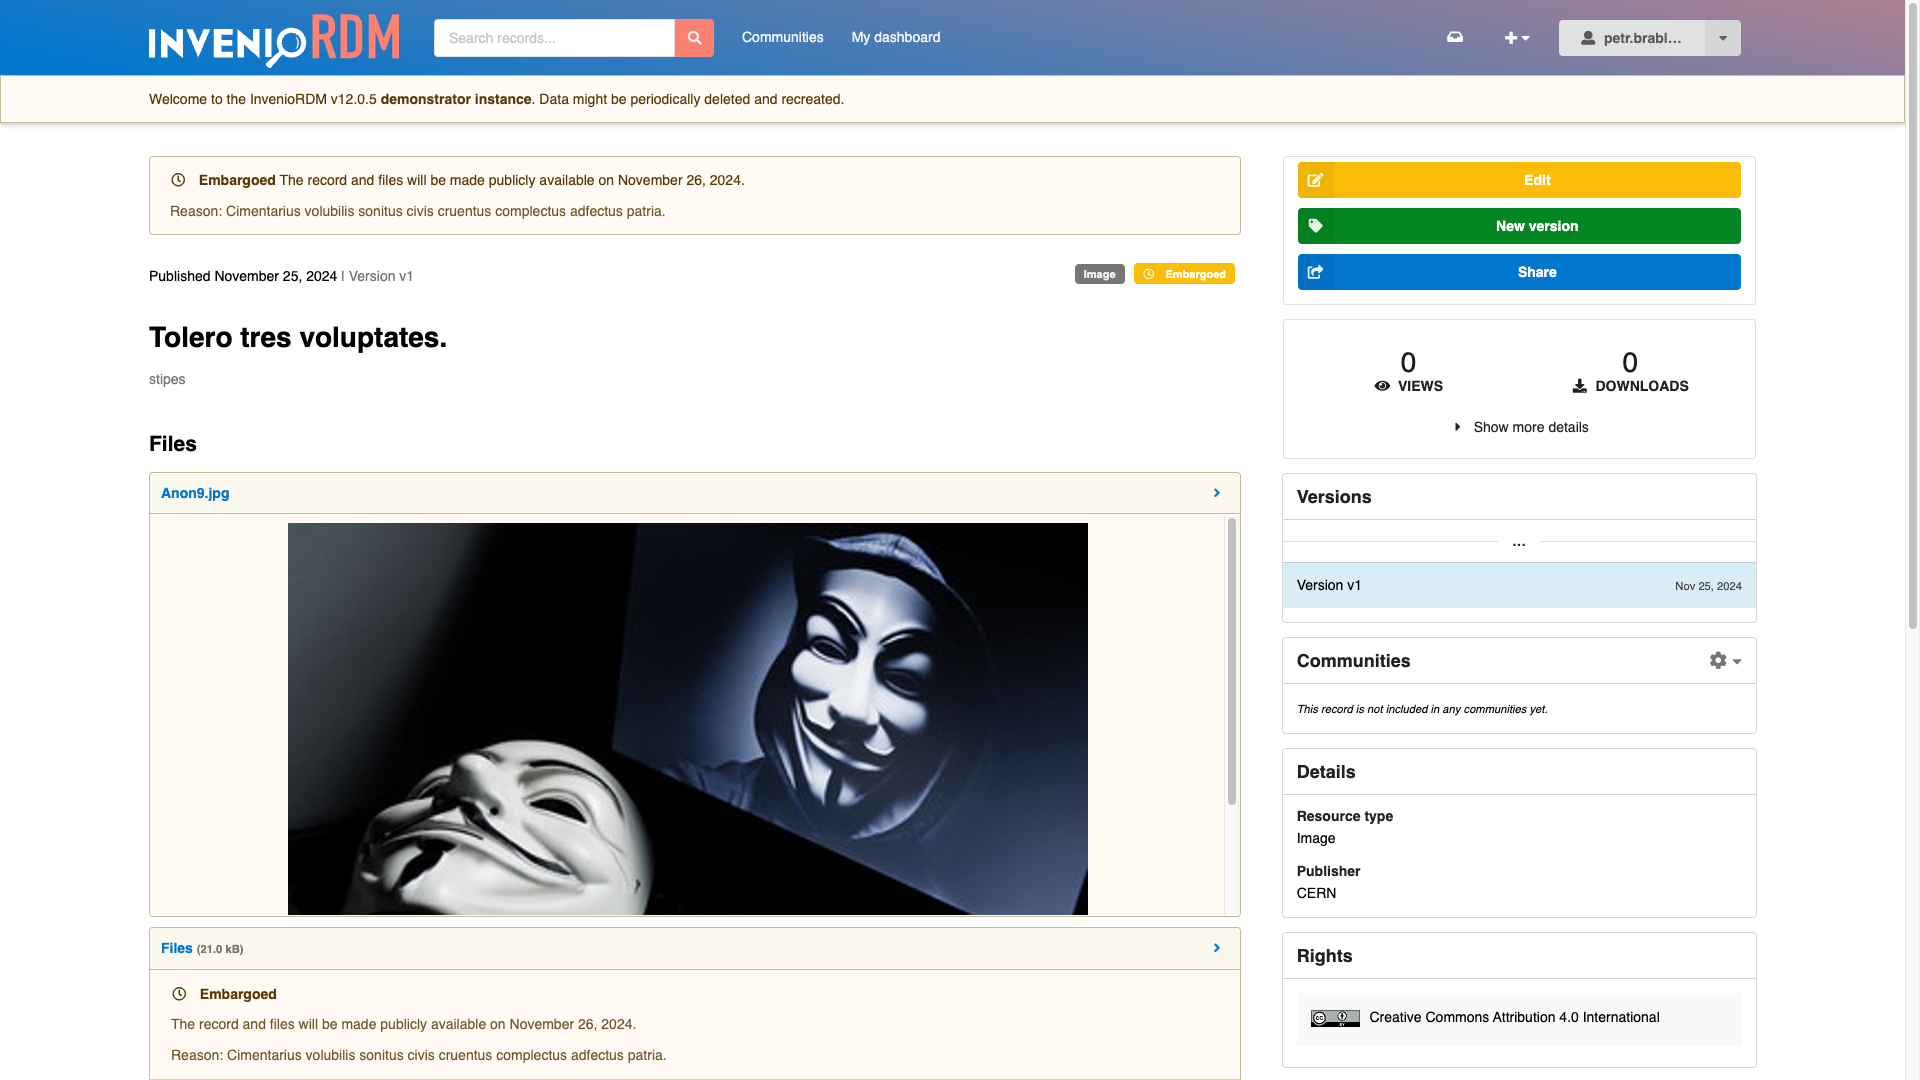 INVENIORDM
Search records...
Communities
My dashboard
petr.brabl...
Welcome to the InvenioRDM v12.0.5 demonstrator instance. Data might be periodically deleted and recreated.
Embargoed The record and files will be made publicly available on November 26, 2024.
Reason: Cimentarius volubilis sonitus civis cruentus complectus adfectus patria.
Published November 25, 2024 | Version v1
Image
Embargoed
Tolero tres voluptates.
stipes
Files
Anon9.jpg
Files (21.0 kB)
Embargoed
The record and files will be made publicly available on November 26, 2024.
Reason: Cimentarius volubilis sonitus civis cruentus complectus adfectus patria.
Edit
New version
Share
0
VIEWS
0
DOWNLOADS
Show more details
Versions
...
Version v1
Nov 25, 2024
Communities
This record is not included in any communities yet.
Details
Resource type
Image
Publisher
CERN
Rights
cc
BY
Creative Commons Attribution 4.0 International